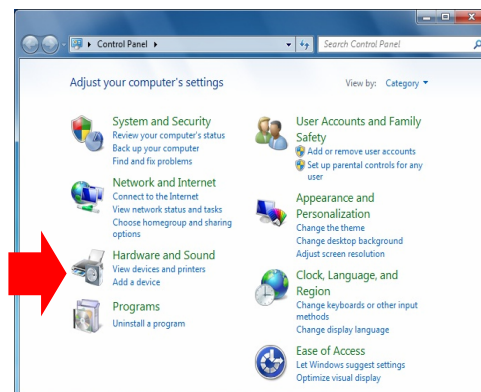 Control Panel
Search Control Panel
Adjust your computer's settings
View by: Category
System and Security
Review your computer's status
Back up your computer
Find and fix problems
Network and Internet
Connect to the Internet
View network status and tasks
Choose homegroup and sharing
options
Hardware and Sound
View devices and printers
Add a device
Programs
Uninstall a program
User Accounts and Family
Safety
Add or remove user accounts
Set up parental controls for any
user
Appearance and
Personalization
Change the theme
Change desktop background
Adjust screen resolution
Clock, Language, and
Region
Change keyboards or other input
methods
Change display language
Ease of Access
Let Windows suggest settings
Optimize visual display